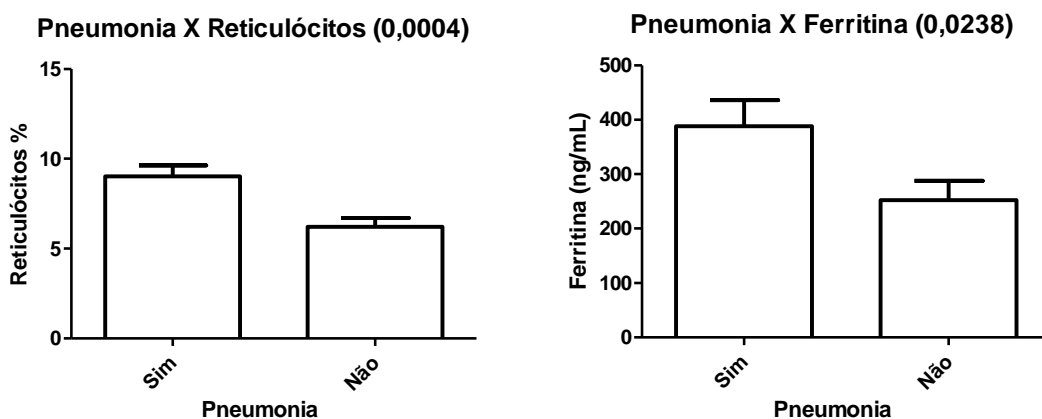 Pneumonia X Reticulócitos (0,0004)
15
10
5
0
Reticulócitos %
Sim
Não
Pneumonia
Pneumonia X Ferritina (0,0238)
500
400
300
200
100
0
Ferritina (ng/mL)
Sim
Não
Pneumonia